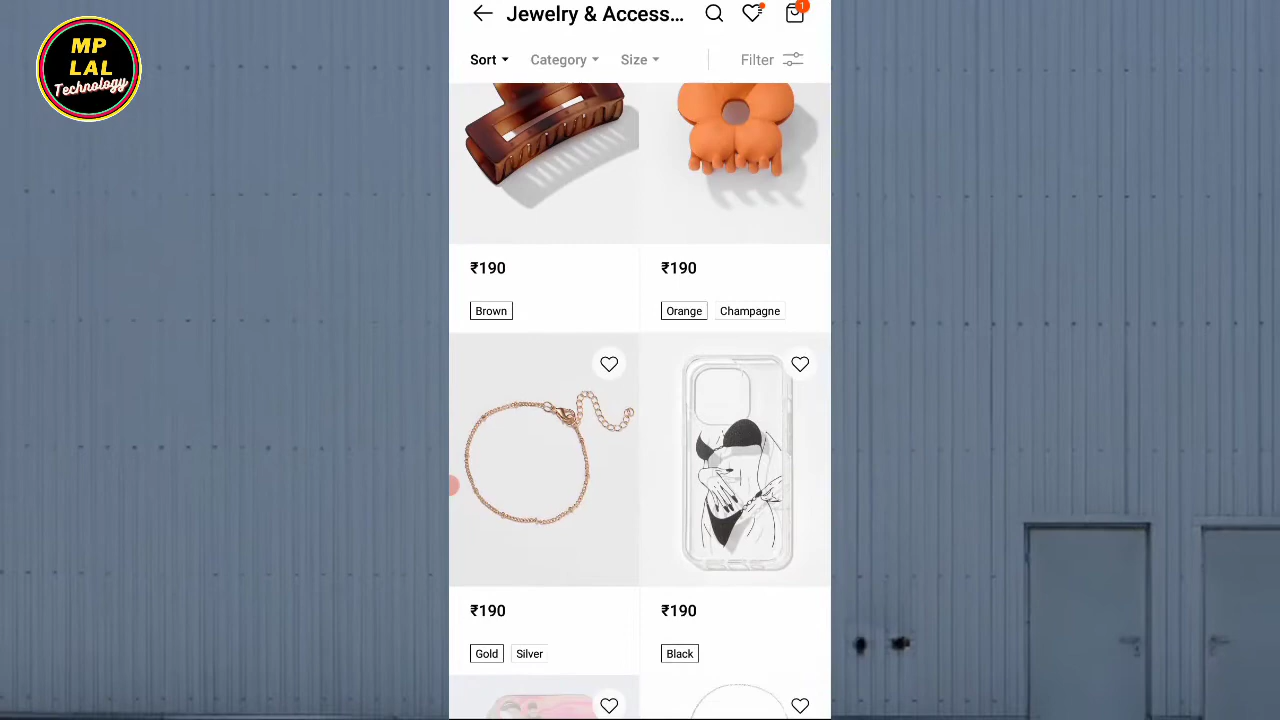 MP
LAL
Technology
Jewelry & Access...
1
Sort
Category
Size
Filter
₹190
₹190
Brown
Orange
Champagne
₹190
₹190
Gold
Silver
Black